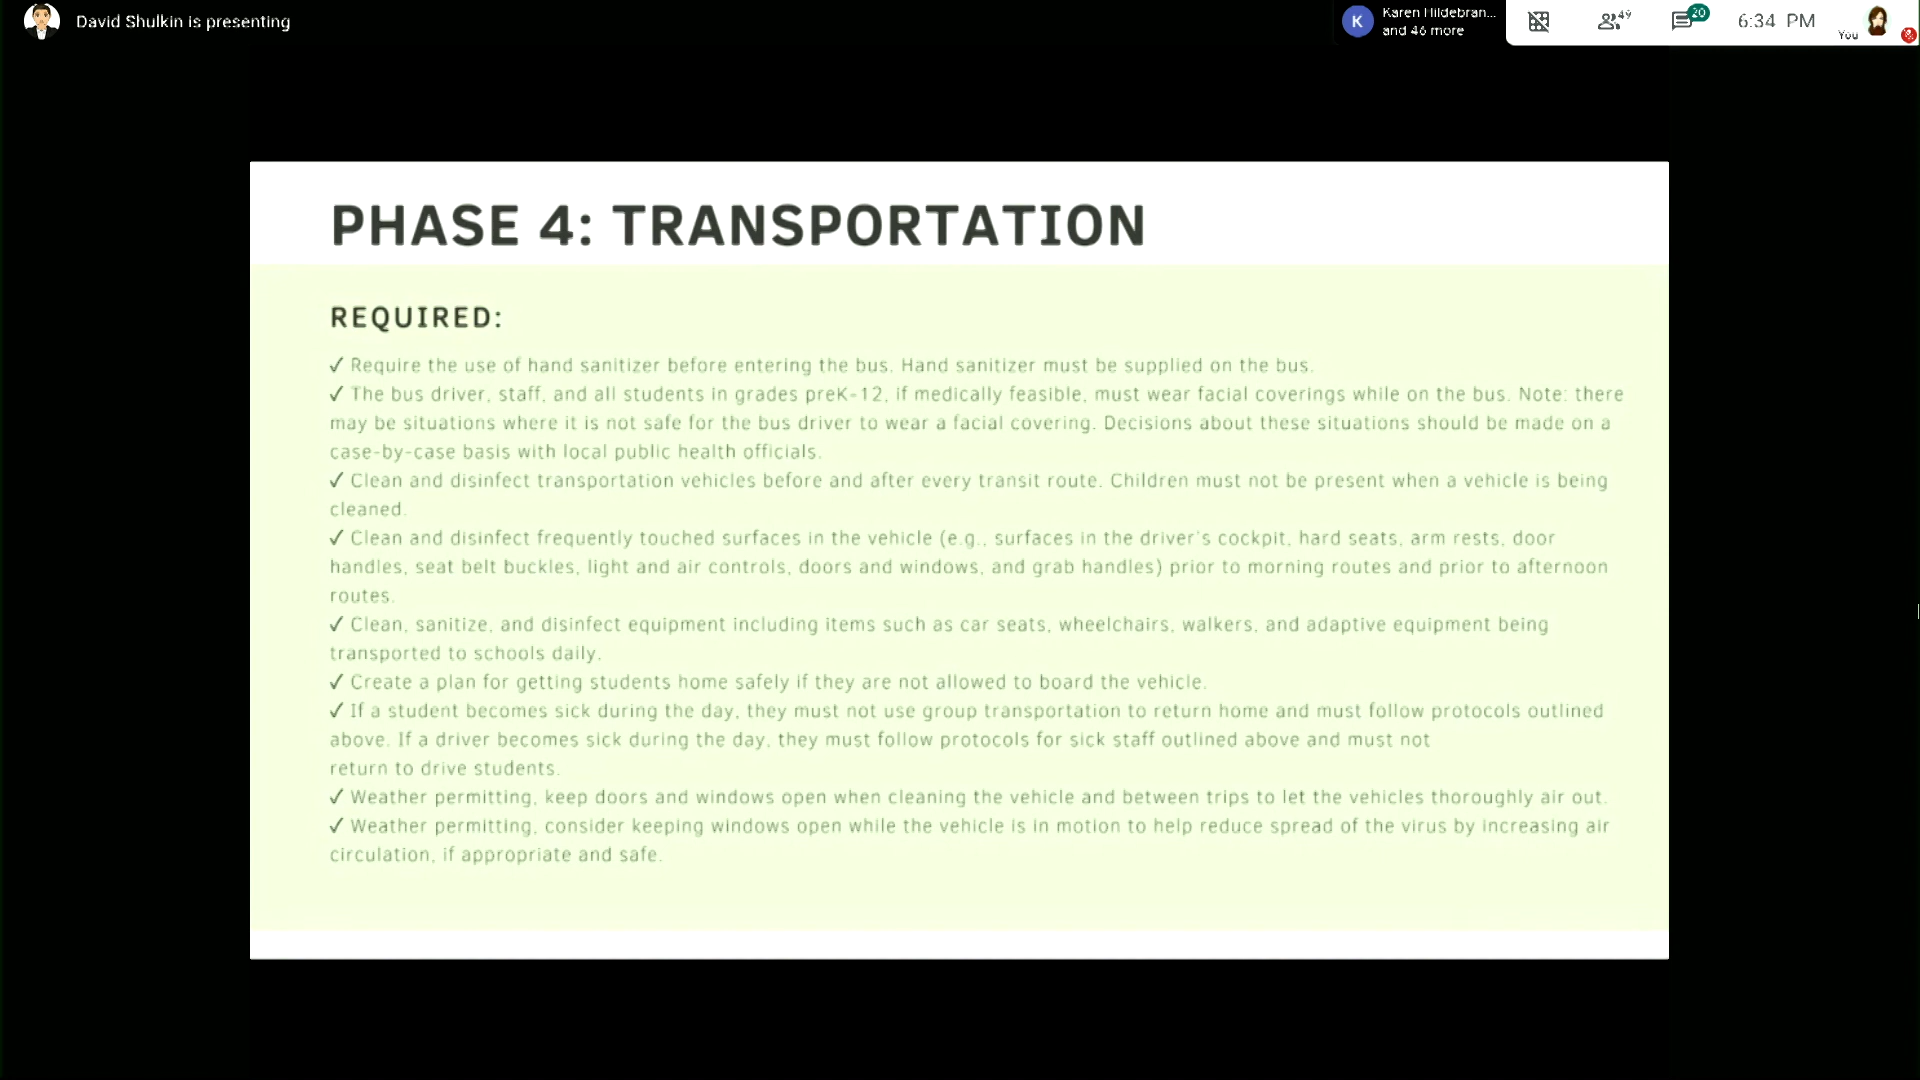 David Shulkin is presenting
K
Karen Hildebran...
and 46 more
49
20
6:34 PM
You
PHASE 4: TRANSPORTATION
REQUIRED:
✓ Require the use of hand sanitizer before entering the bus. Hand sanitizer must be supplied on the bus.
✓ The bus driver, staff, and all students in grades preK-12, if medically feasible, must wear facial coverings while on the bus. Note: there
may be situations where it is not safe for the bus driver to wear a facial covering. Decisions about these situations should be made on a
case-by-case basis with local public health officials.
✓ Clean and disinfect transportation vehicles before and after every transit route. Children must not be present when a vehicle is being
cleaned.
✓ Clean and disinfect frequently touched surfaces in the vehicle (e.g., surfaces in the driver's cockpit, hard seats, arm rests, door
handles, seat belt buckles, light and air controls, doors and windows, and grab handles) prior to morning routes and prior to afternoon
routes.
✓ Clean, sanitize, and disinfect equipment including items such as car seats, wheelchairs, walkers, and adaptive equipment being
transported to schools daily.
✓ Create a plan for getting students home safely if they are not allowed to board the vehicle.
✓ If a student becomes sick during the day, they must not use group transportation to return home and must follow protocols outlined
above. If a driver becomes sick during the day, they must follow protocols for sick staff outlined above and must not
return to drive students.
✓ Weather permitting, keep doors and windows open when cleaning the vehicle and between trips to let the vehicles thoroughly air out.
✓ Weather permitting, consider keeping windows open while the vehicle is in motion to help reduce spread of the virus by increasing air
circulation, if appropriate and safe.